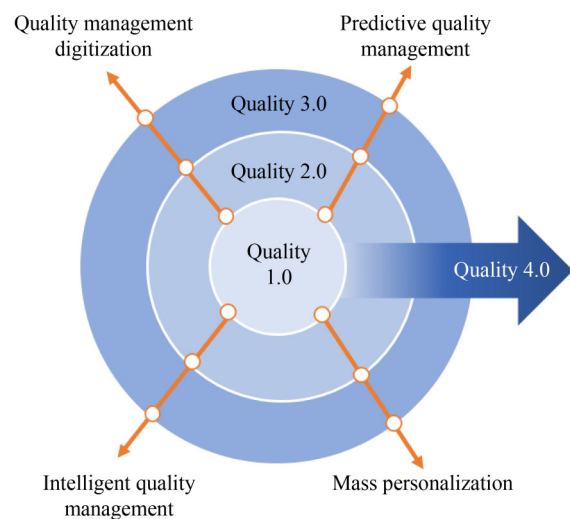 Quality management
digitization
Predictive quality
management
Quality 3.0
Quality 2.0
Quality
1.0
Quality 4.0
Intelligent quality
management
Mass personalization